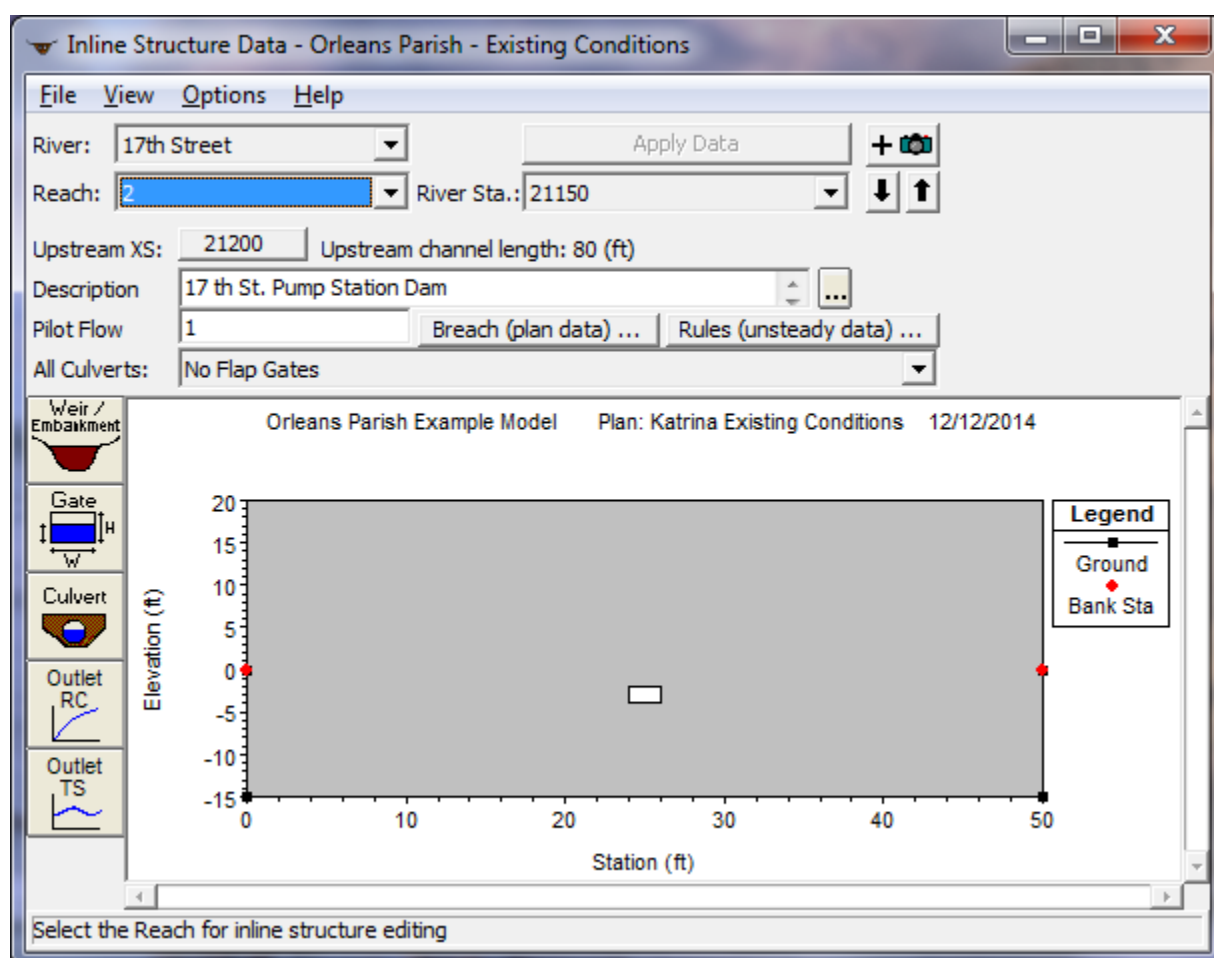 Inline Structure Data - Orleans Parish - Existing Conditions
File View Options Help
River: 17th Street Apply Data +
Reach: 2 River Sta.: 21150
Upstream XS: 21200 Upstream channel length: 80 (ft)
Description 17 th St. Pump Station Dam ...
Pilot Flow 1 Breach (plan data) ... Rules (unsteady data) ...
All Culverts: No Flap Gates
Weir /
Embankment
Gate
H
W
Culvert
Outlet
RC
Outlet
TS
Orleans Parish Example Model Plan: Katrina Existing Conditions 12/12/2014
Elevation (ft)
20
15
10
5
0
-5
-10
-15
0 10 20 30 40 50
Station (ft)
Legend
Ground
Bank Sta
Select the Reach for inline structure editing